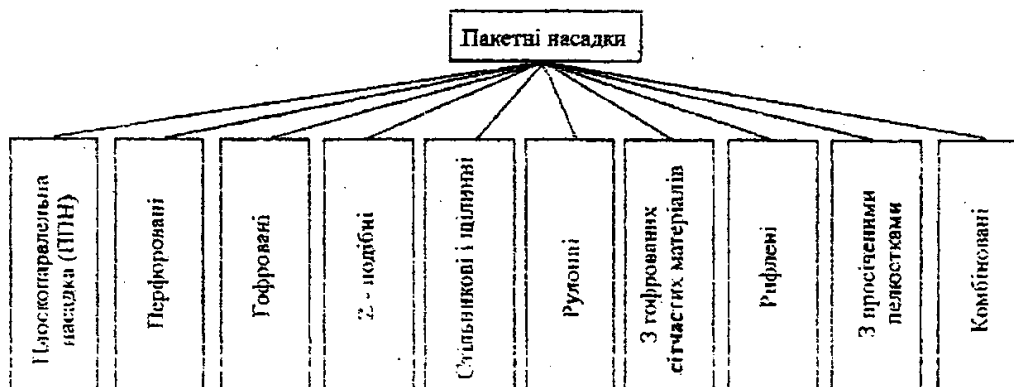 Пакетні насадки
Плоскопаралельна
насадка (ППН)
Перфоровані
Гофровані
Z - подібні
Стільникові і щілинні
Рулонні
З гофрованих
сітчастих матеріалів
Рифлені
З просіченими
пелюстками
Комбіновані